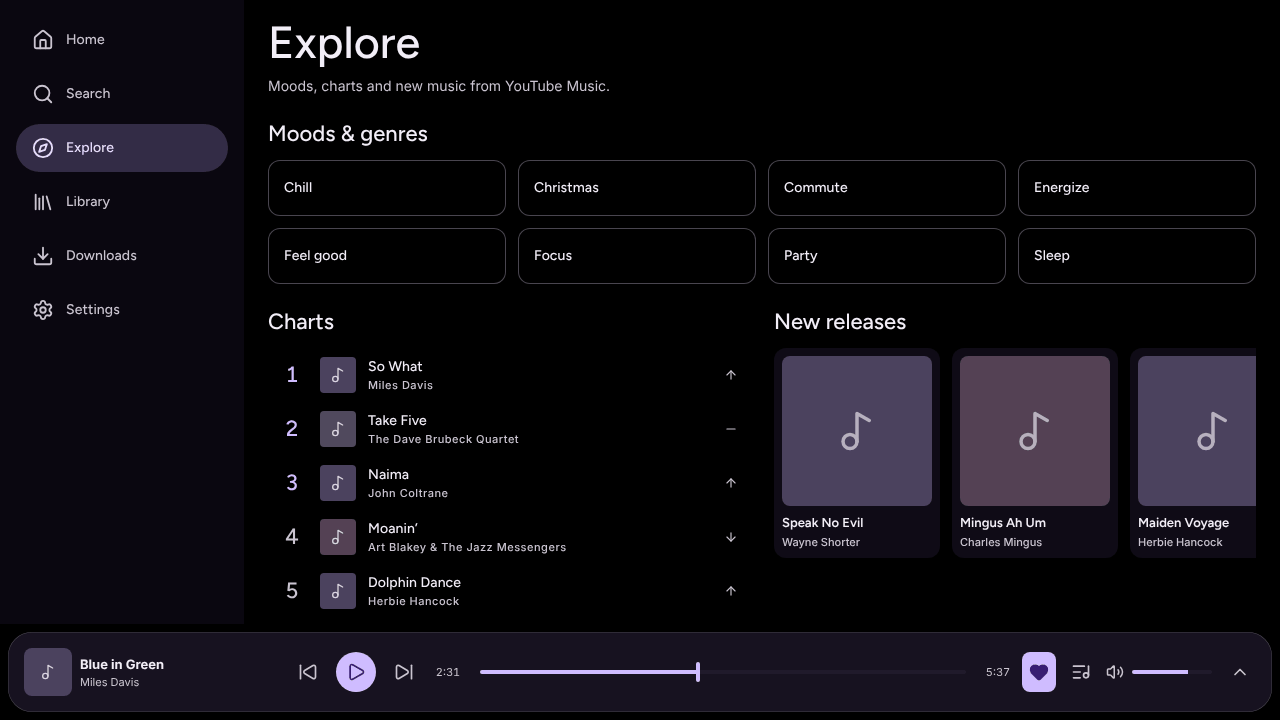 Home
Search
Explore
Library
Downloads
Settings
Explore
Moods, charts and new music from YouTube Music.
Moods & genres
Chill
Christmas
Commute
Energize
Feel good
Focus
Party
Sleep
Charts
1
So What
Miles Davis
2
Take Five
The Dave Brubeck Quartet
3
Naima
John Coltrane
4
Moanin’
Art Blakey & The Jazz Messengers
5
Dolphin Dance
Herbie Hancock
New releases
Speak No Evil
Wayne Shorter
Mingus Ah Um
Charles Mingus
Maiden Voyage
Herbie Hancock
Blue in Green
Miles Davis
2:31
5:37